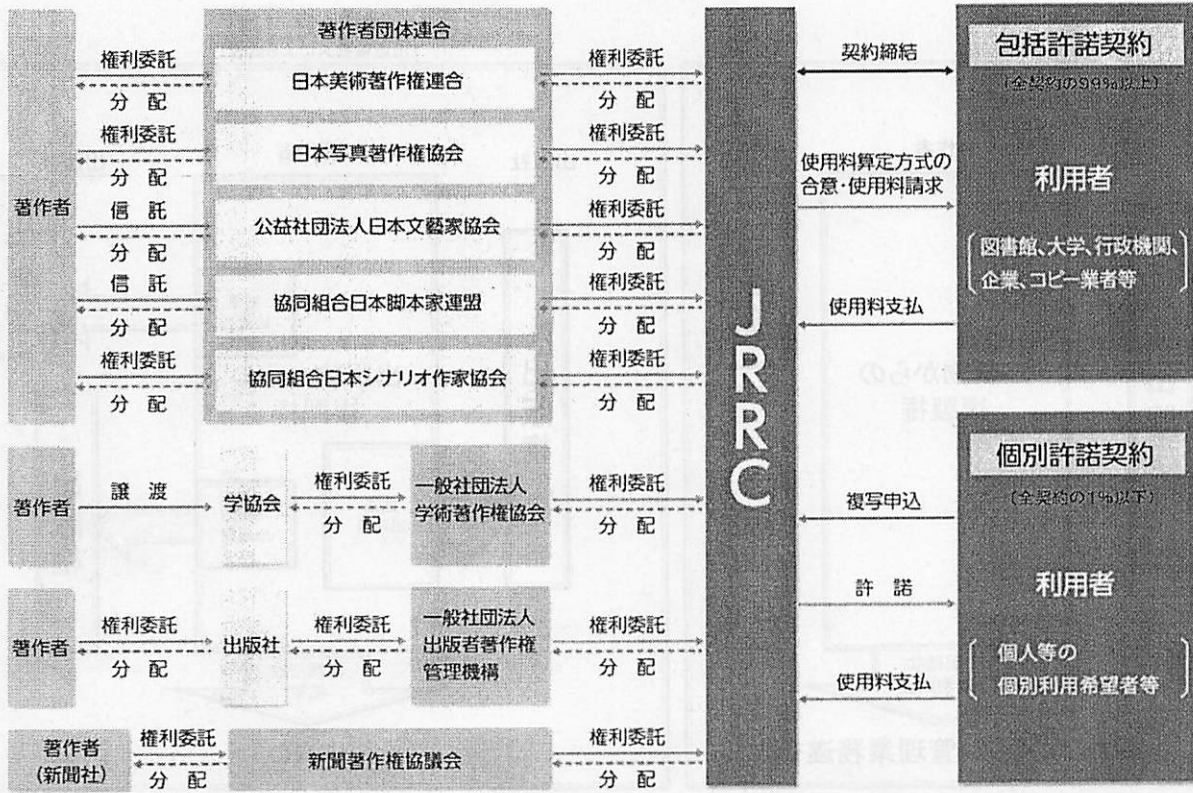 著作者団体連合
著作者
権利委託
分　配
日本美術著作権連合
権利委託
分　配
権利委託
分　配
日本写真著作権協会
権利委託
分　配
信　託
分　配
公益社団法人日本文藝家協会
権利委託
分　配
信　託
分　配
協同組合日本脚本家連盟
権利委託
分　配
権利委託
分　配
協同組合日本シナリオ作家協会
権利委託
分　配
著作者
譲　渡
学協会
権利委託
分　配
一般社団法人
学術著作権協会
権利委託
分　配
著作者
権利委託
分　配
出版社
権利委託
分　配
一般社団法人
出版者著作権
管理機構
権利委託
分　配
著作者
(新聞社)
権利委託
分　配
新聞著作権協議会
権利委託
分　配
JRRC
契約締結
使用料算定方式の
合意・使用料請求
使用料支払
包括許諾契約
(全契約の99%以上)
利用者
図書館、大学、行政機関、
企業、コピー業者等
複写申込
許　諾
使用料支払
個別許諾契約
(全契約の1%以下)
利用者
個人等の
個別利用希望者等